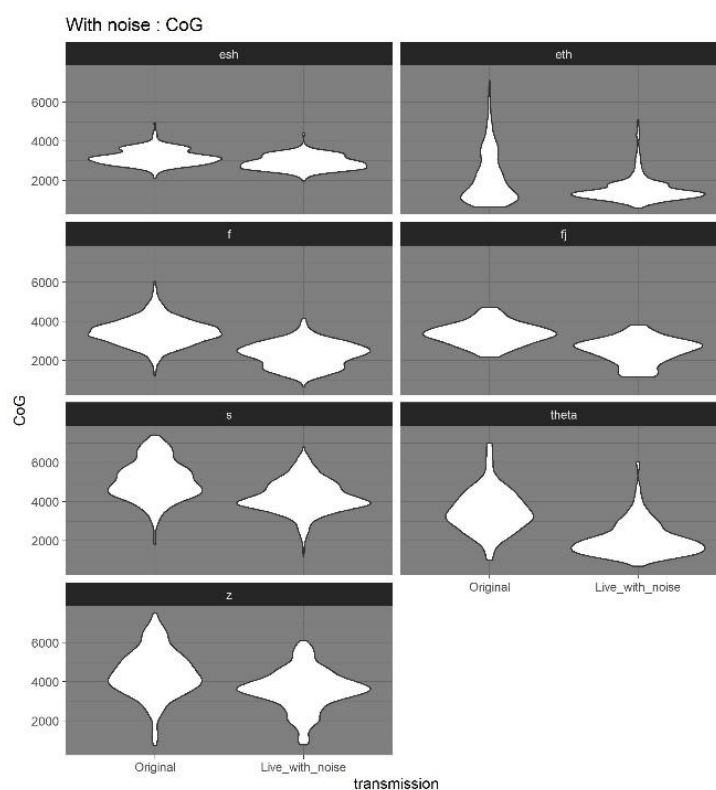 With noise : CoG
esh
eth
6000
4000
2000
f
fj
6000
4000
2000
CoG
s
theta
6000
4000
2000
Original
Live_with_noise
z
6000
4000
2000
Original
Live_with_noise
transmission